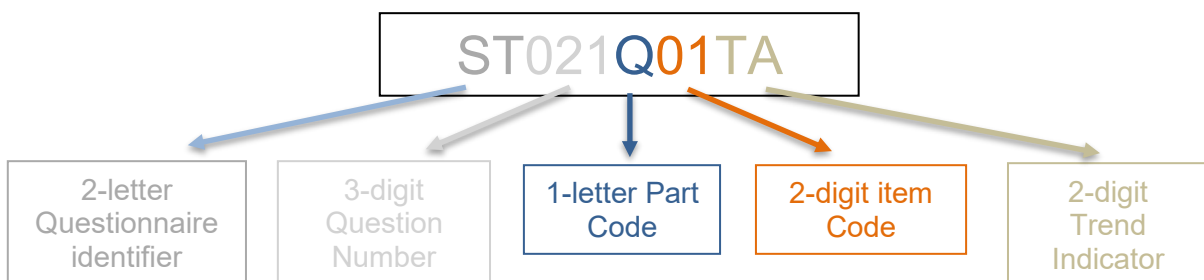 ST021Q01TA
2-letter
Questionnaire
identifier
3-digit
Question
Number
1-letter Part
Code
2-digit item
Code
2-digit
Trend
Indicator